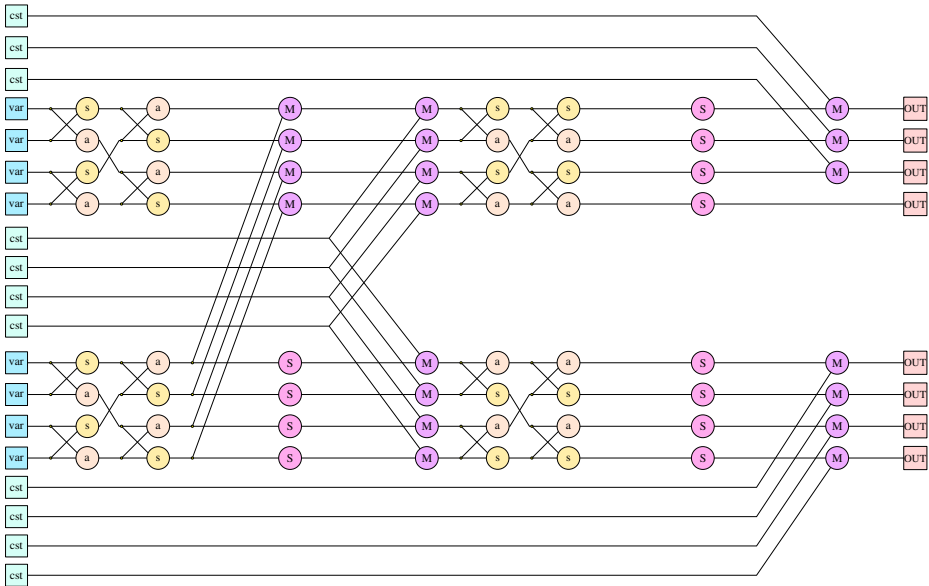 cst
cst
cst
var s a M M s s S M OUT
var a s M M a a S M OUT
var s a M M s s S M OUT
var a s M M a a S OUT
cst
cst
cst
cst
var s a S M a a S M OUT
var a s S M s s S M OUT
var s a S M a a S M OUT
var a s S M s s S M OUT
cst
cst
cst
cst